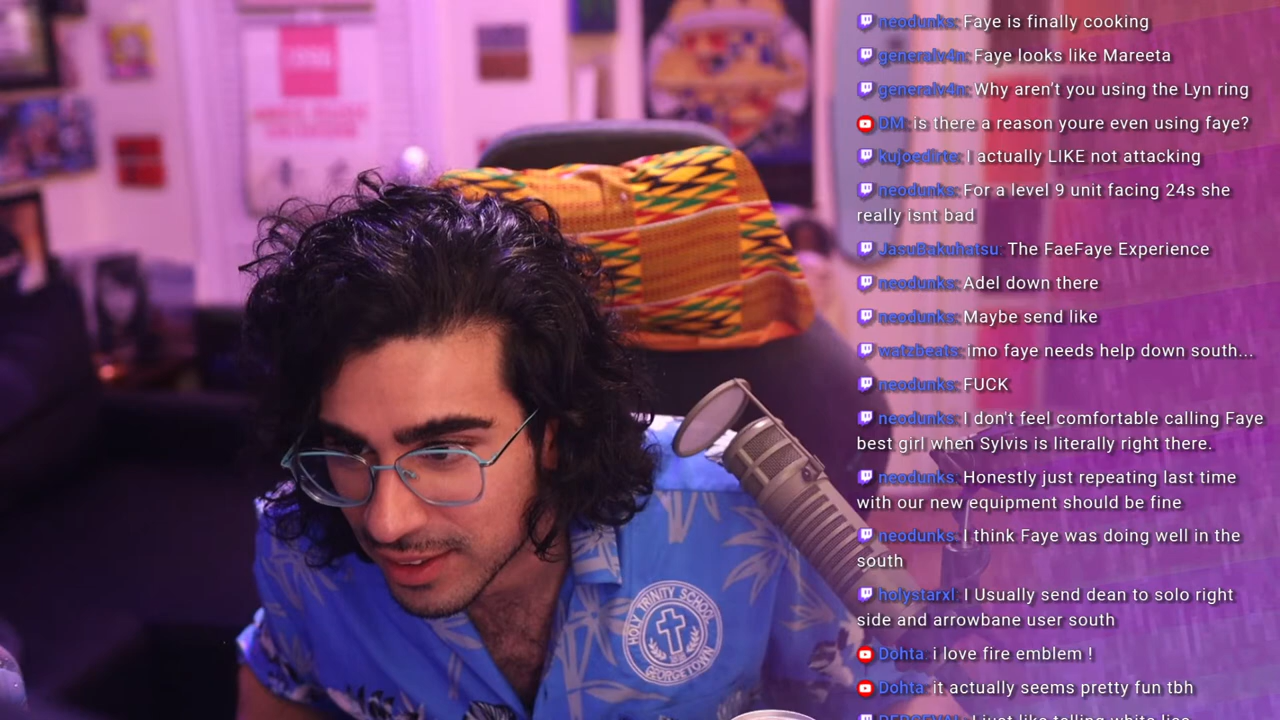 neodunks: Faye is finally cooking
generalv4n: Faye looks like Mareeta
generalv4n: Why aren't you using the Lyn ring
DM: is there a reason youre even using faye?
kujoedirte: I actually LIKE not attacking
neodunks: For a level 9 unit facing 24s she
really isnt bad
JasuBakuhatsu: The FaeFaye Experience
neodunks: Adel down there
neodunks: Maybe send like
watzbeats: imo faye needs help down south...
neodunks: FUCK
neodunks: I don't feel comfortable calling Faye
best girl when Sylvis is literally right there.
neodunks: Honestly just repeating last time
with our new equipment should be fine
neodunks: I think Faye was doing well in the
south
holystarxl: I Usually send dean to solo right
side and arrowbane user south
Dohta: i love fire emblem !
Dohta: it actually seems pretty fun tbh
I just like telling white lies
HOLY TRINITY SCHOOL
GEORGETOWN